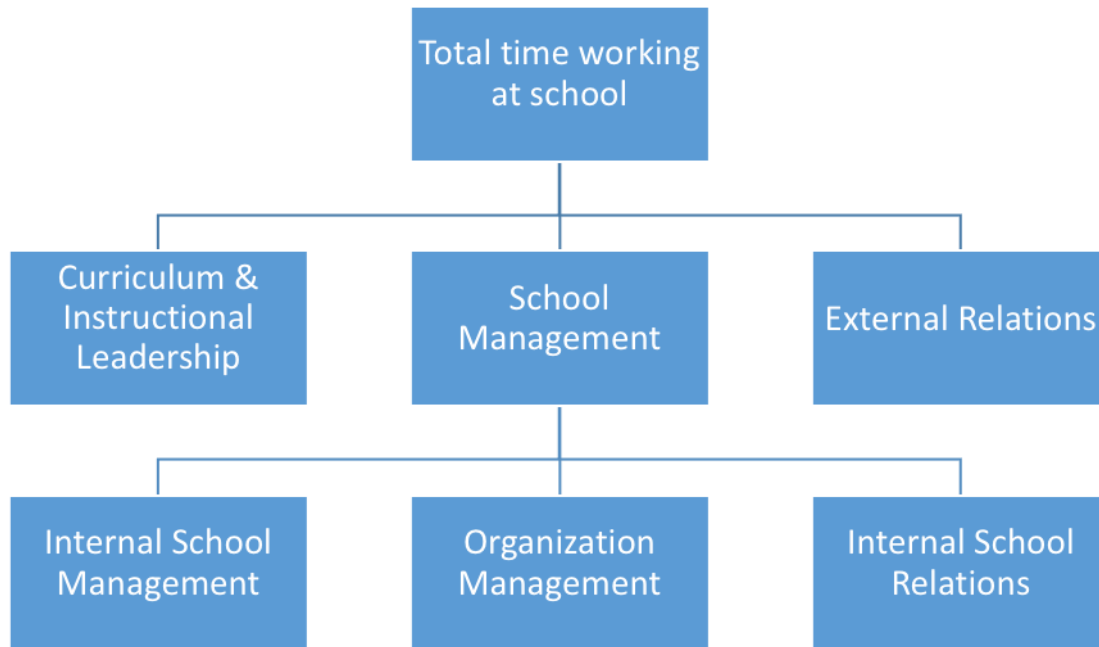 Total time working
at school
Curriculum &
Instructional
Leadership
School
Management
External Relations
Internal School
Management
Organization
Management
Internal School
Relations